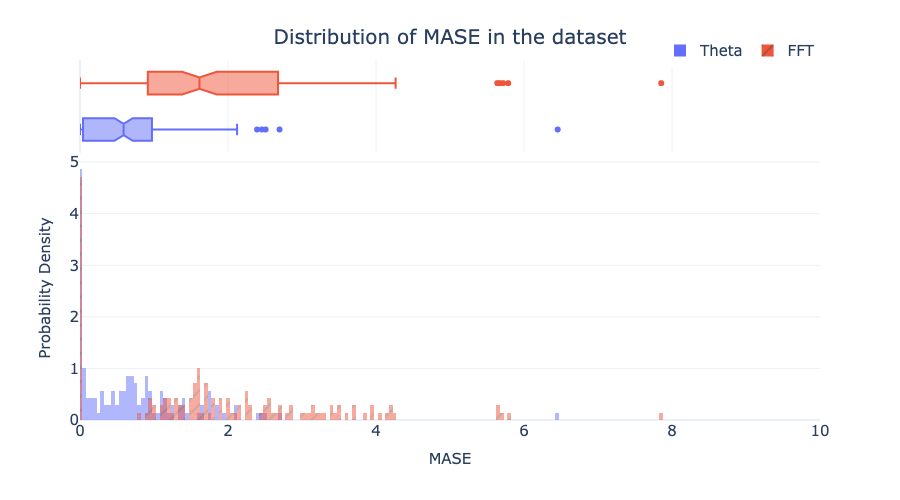 Distribution of MASE in the dataset
Theta
FFT
5
4
3
2
1
0
Probability Density
0
2
4
6
8
10
MASE